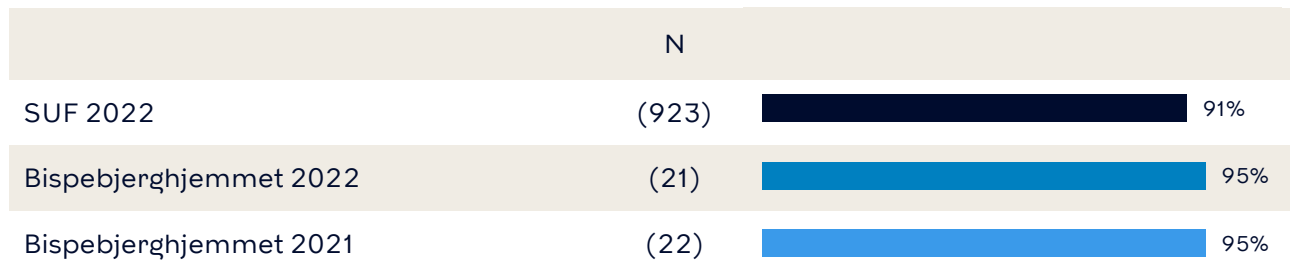 N
SUF 2022 (923) 91%
Bispebjerghjemmet 2022 (21) 95%
Bispebjerghjemmet 2021 (22) 95%